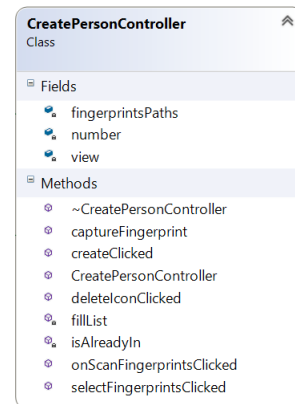 CreatePersonController
Class
Fields
fingerprintsPaths
number
view
Methods
~CreatePersonController
captureFingerprint
createClicked
CreatePersonController
deleteIconClicked
fillList
isAlreadyIn
onScanFingerprintsClicked
selectFingerprintsClicked